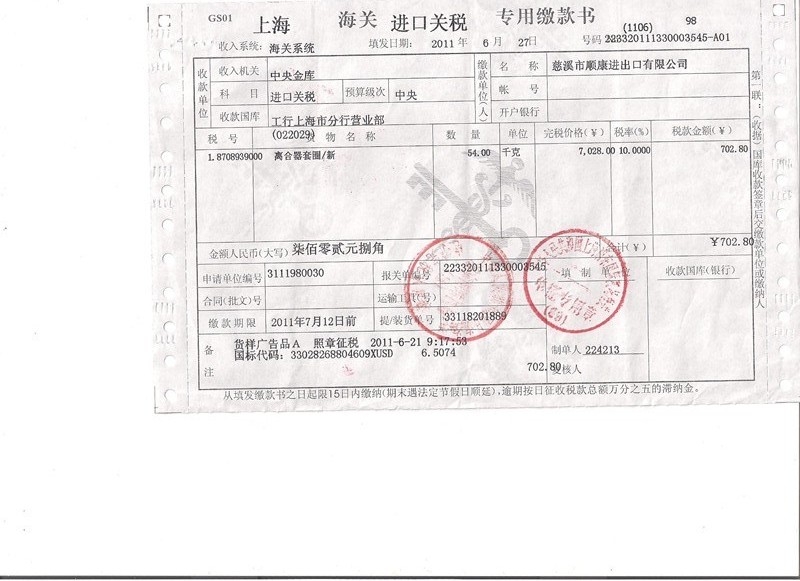 GS01 上海 海关 进口关税 专用缴款书
(1106) 98
收入系统: 海关系统 填发日期: 2011 年 6 月 27 日 号码 223320111330003545-A01
收款单位 收入机关 中央金库 缴款单位(人) 名 称 慈溪市顺康进出口有限公司
科 目 进口关税 预算级次 中央 帐 号
收款国库 工行上海市分行营业部 开户银行
(022029)
税 号 货 物 名 称 数 量 单位 完税价格(¥) 税率(%) 税款金额(¥)
1.8708939000 离合器套圈/新 54.00 千克 7,028.00 10.0000 702.80
金额人民币(大写) 柒佰零贰元捌角 计(¥) ¥702.80
申请单位编号 3111980030 报关单编号 223320111330003545 填 制 单 位 收款国库(银行)
合同(批文)号 运输工具(号)
缴 款 期 限 2011年7月12日前 提/装货单号 33118201889
备注 货样广告品A 照章征税 2011-6-21 9:17:53 制单人 224213
国标代码: 33028268804609XUSD 6.5074
702.80 复核人
从填发缴款书之日起限15日内缴纳(期末遇法定节假日顺延),逾期按日征收税款总额万分之五的滞纳金。
第一联:(收据)国库收款签章后交缴款单位或缴纳人